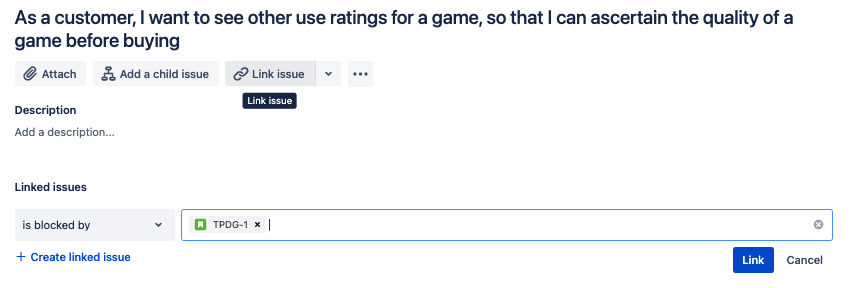 As a customer, I want to see other use ratings for a game, so that I can ascertain the quality of a
game before buying
Attach
Add a child issue
Link issue
Link issue
Description
Add a description...
Linked issues
is blocked by
TPDG-1
+ Create linked issue
Link
Cancel